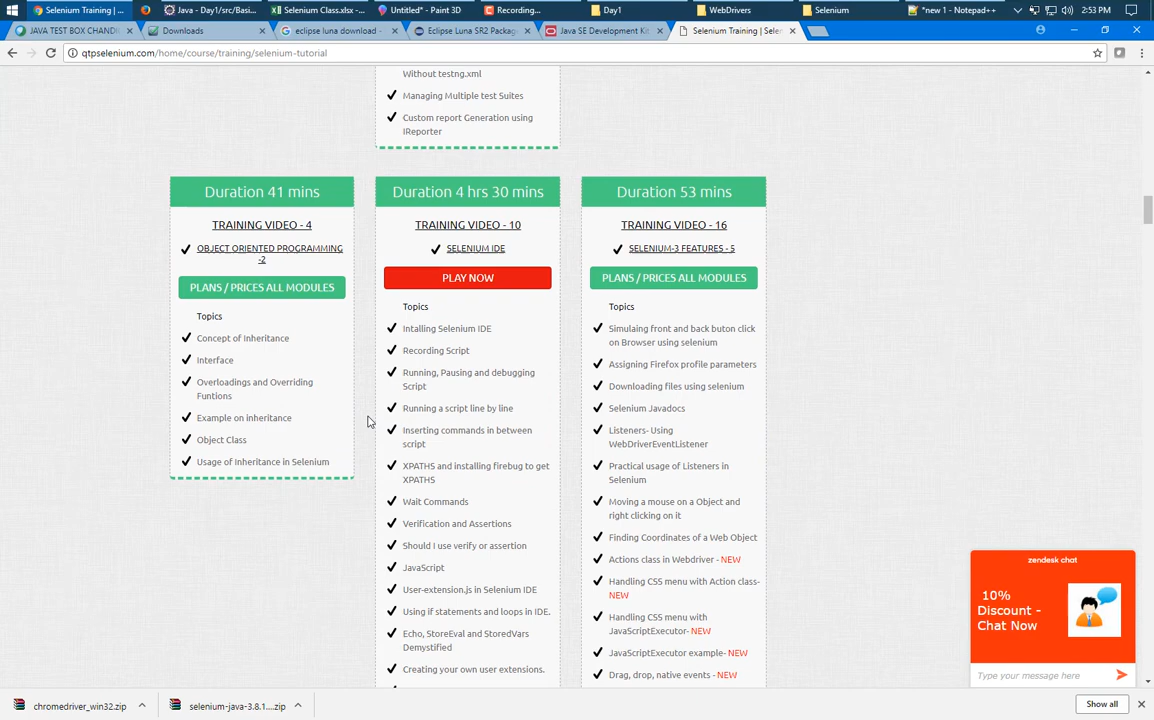 Selenium Training | ...
Java - Day1/src/Basi...
Selenium Class.xlsx -...
Untitled* - Paint 3D
Recording...
Day1
WebDrivers
Selenium
*new 1 - Notepad++
2:53 PM
JAVA TEST BOX CHANDI
Downloads
eclipse luna download -
Eclipse Luna SR2 Packag
Java SE Development Kit
Selenium Training | Sele
qtpselenium.com/home/course/training/selenium-tutorial
Without testng.xml
Managing Multiple test Suites
Custom report Generation using
IReporter
Duration 41 mins
TRAINING VIDEO - 4
OBJECT ORIENTED PROGRAMMING
-2
PLANS / PRICES ALL MODULES
Topics
Concept of Inheritance
Interface
Overloadings and Overriding
Funtions
Example on inheritance
Object Class
Usage of Inheritance in Selenium
Duration 4 hrs 30 mins
TRAINING VIDEO - 10
SELENIUM IDE
PLAY NOW
Topics
Intalling Selenium IDE
Recording Script
Running, Pausing and debugging
Script
Running a script line by line
Inserting commands in between
script
XPATHS and installing firebug to get
XPATHS
Wait Commands
Verification and Assertions
Should I use verify or assertion
JavaScript
User-extension.js in Selenium IDE
Using if statements and loops in IDE.
Echo, StoreEval and StoredVars
Demystified
Creating your own user extensions.
Duration 53 mins
TRAINING VIDEO - 16
SELENIUM-3 FEATURES - 5
PLANS / PRICES ALL MODULES
Topics
Simulaing front and back buton click
on Browser using selenium
Assigning Firefox profile parameters
Downloading files using selenium
Selenium Javadocs
Listeners- Using
WebDriverEventListener
Practical usage of Listeners in
Selenium
Moving a mouse on a Object and
right clicking on it
Finding Coordinates of a Web Object
Actions class in Webdriver - NEW
Handling CSS menu with Action class-
NEW
Handling CSS menu with
JavaScriptExecutor- NEW
JavaScriptExecutor example- NEW
Drag, drop, native events - NEW
zendesk chat
10%
Discount -
Chat Now
Type your message here
chromedriver_win32.zip
selenium-java-3.8.1....zip
Show all